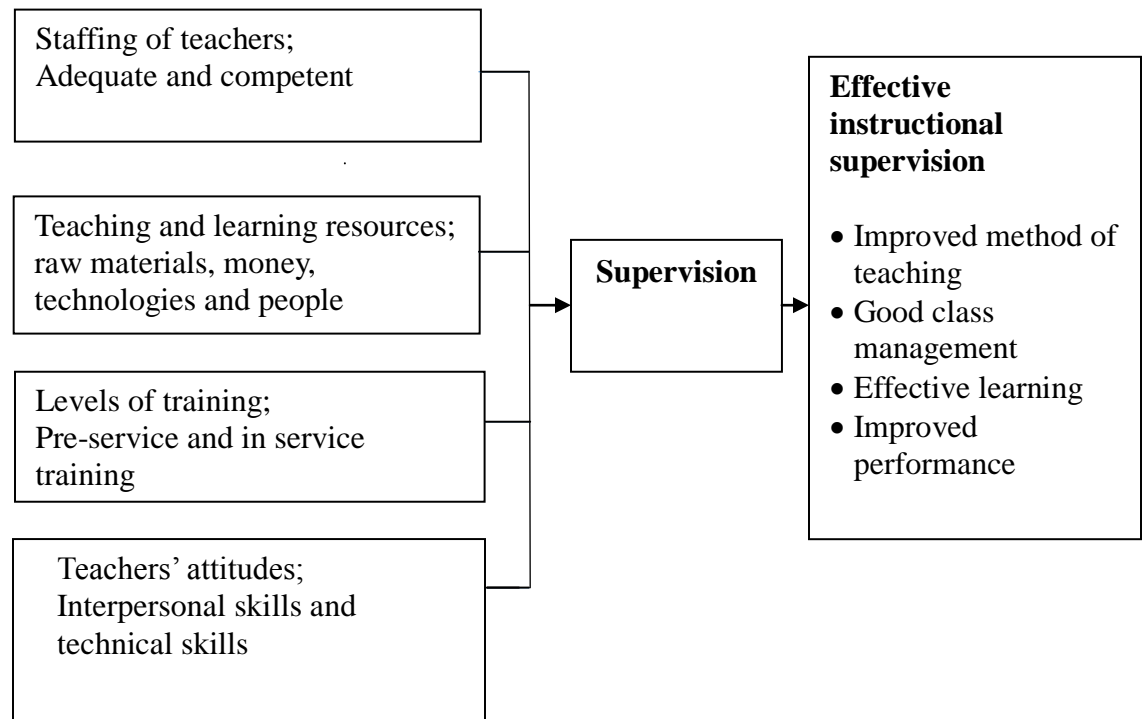 Staffing of teachers;
Adequate and competent
Teaching and learning resources;
raw materials, money,
technologies and people
Levels of training;
Pre-service and in service
training
Teachers’ attitudes;
Interpersonal skills and
technical skills
Supervision
Effective
instructional
supervision
• Improved method of
teaching
• Good class
management
• Effective learning
• Improved
performance